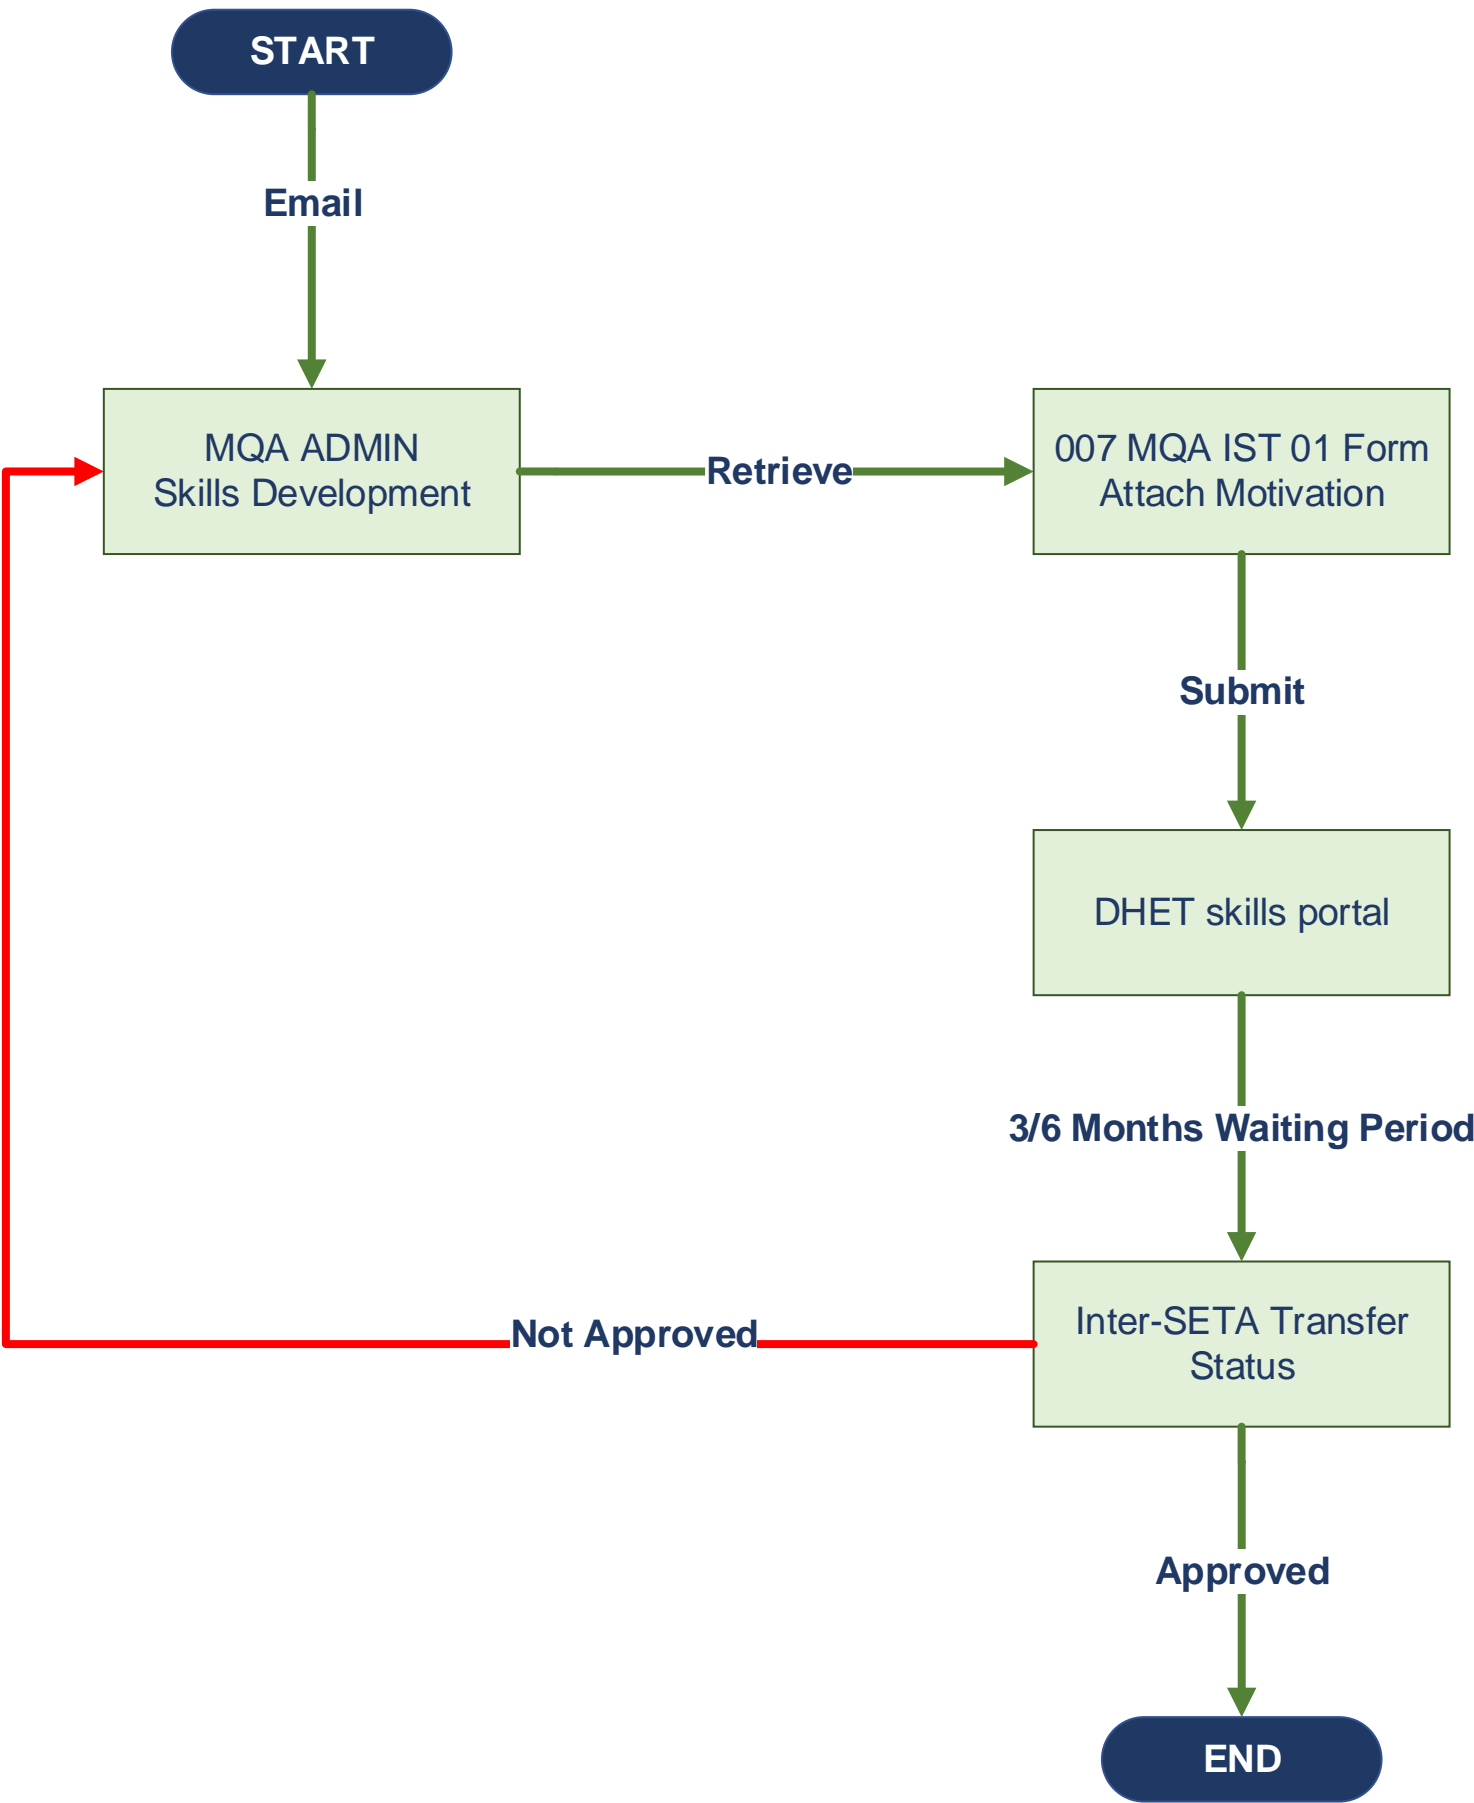 START
Email
MQA ADMIN
Skills Development
Retrieve
007 MQA IST 01 Form
Attach Motivation
Submit
DHET skills portal
3/6 Months Waiting Period
Inter-SETA Transfer
Status
Not Approved
Approved
END